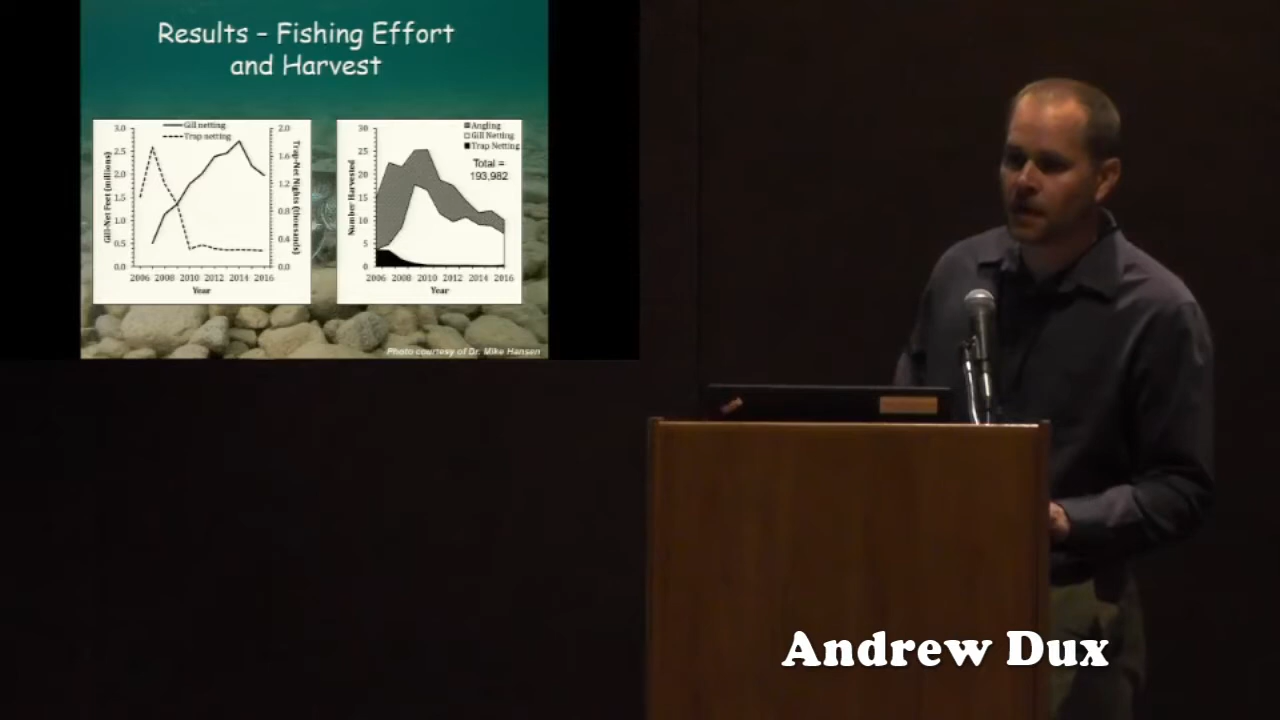 Results – Fishing Effort
and Harvest
Gill netting
Trap netting
3.0
2.5
2.0
1.5
1.0
0.5
0.0
Gill-Net Feet (millions)
2.0
1.6
1.2
0.8
0.4
0.0
Trap-Net Nights (thousands)
2006 2008 2010 2012 2014 2016
Year
Angling
Gill Netting
Trap Netting
Total =
193,982
30
25
20
15
10
5
0
Number Harvested
2006 2008 2010 2012 2014 2016
Year
Photo courtesy of Dr. Mike Hansen
Andrew Dux